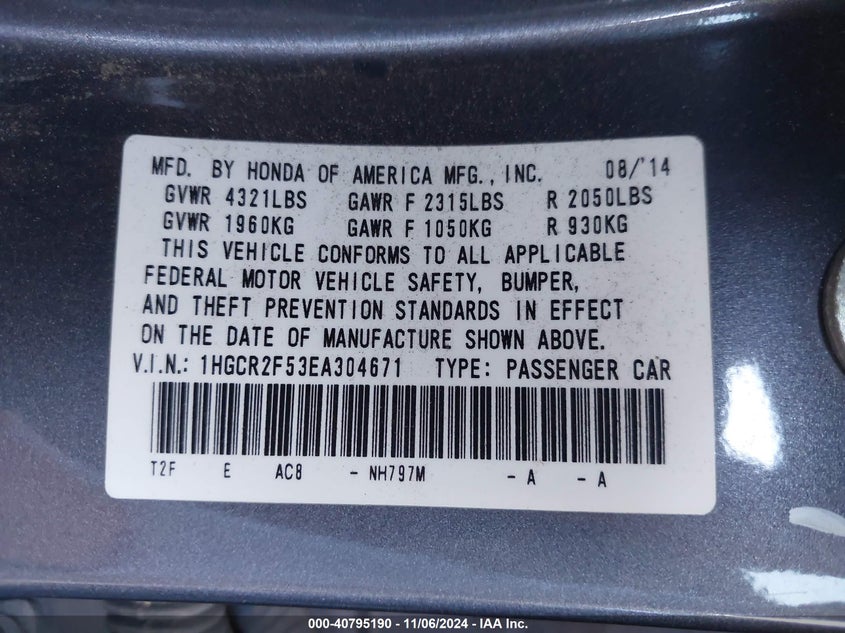 MFD. BY HONDA OF AMERICA MFG., INC. 08/'14
GVWR 4321LBS GAWR F 2315LBS R 2050LBS
GVWR 1960KG GAWR F 1050KG R 930KG
THIS VEHICLE CONFORMS TO ALL APPLICABLE
FEDERAL MOTOR VEHICLE SAFETY, BUMPER,
AND THEFT PREVENTION STANDARDS IN EFFECT
ON THE DATE OF MANUFACTURE SHOWN ABOVE.
V.I.N.: 1HGCR2F53EA304671 TYPE: PASSENGER CAR
T2F E AC8 - NH797M - A - A
000-40795190 - 11/06/2024 - IAA Inc.